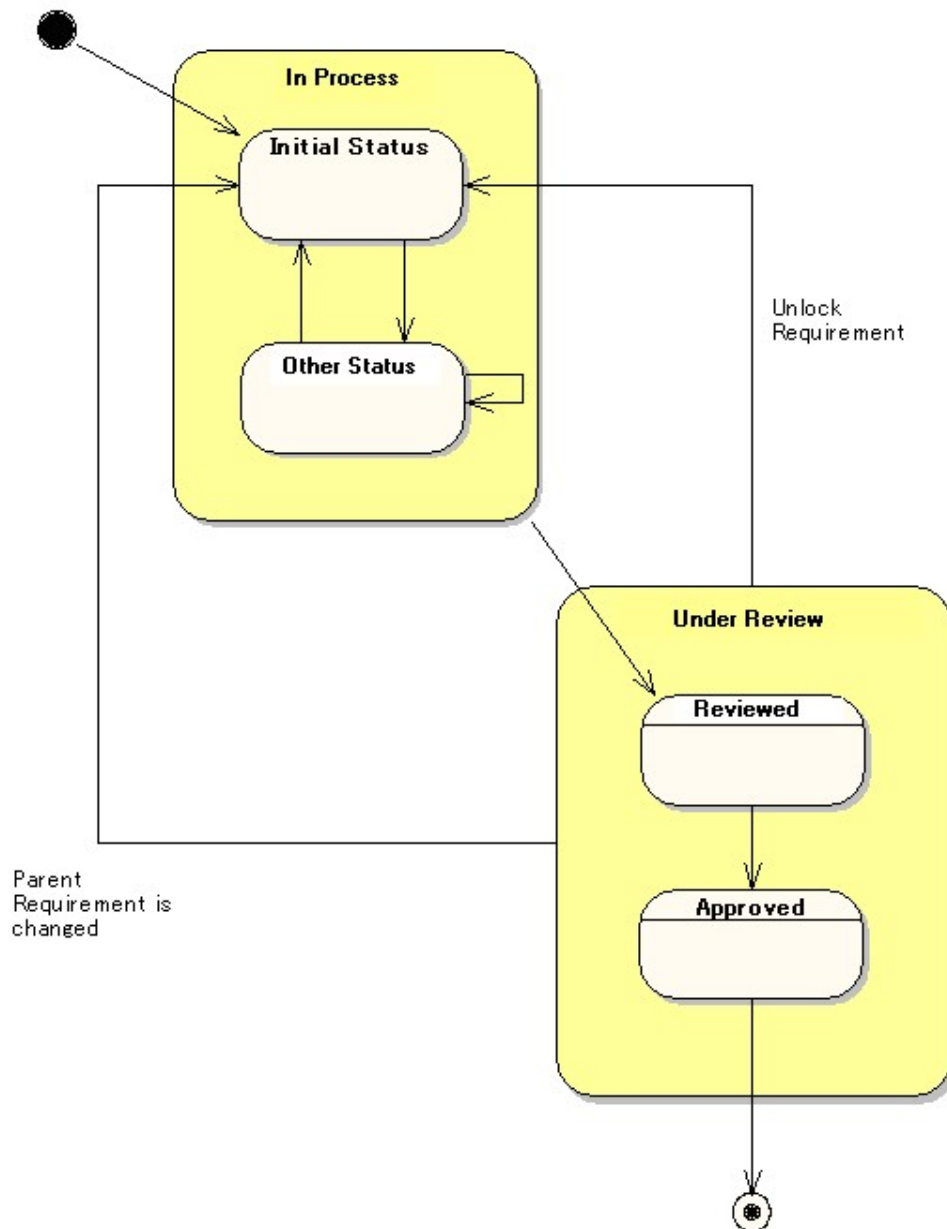 In Process
Initial Status
Other Status
Unlock
Requirement
Under Review
Reviewed
Parent
Requirement is
changed
Approved